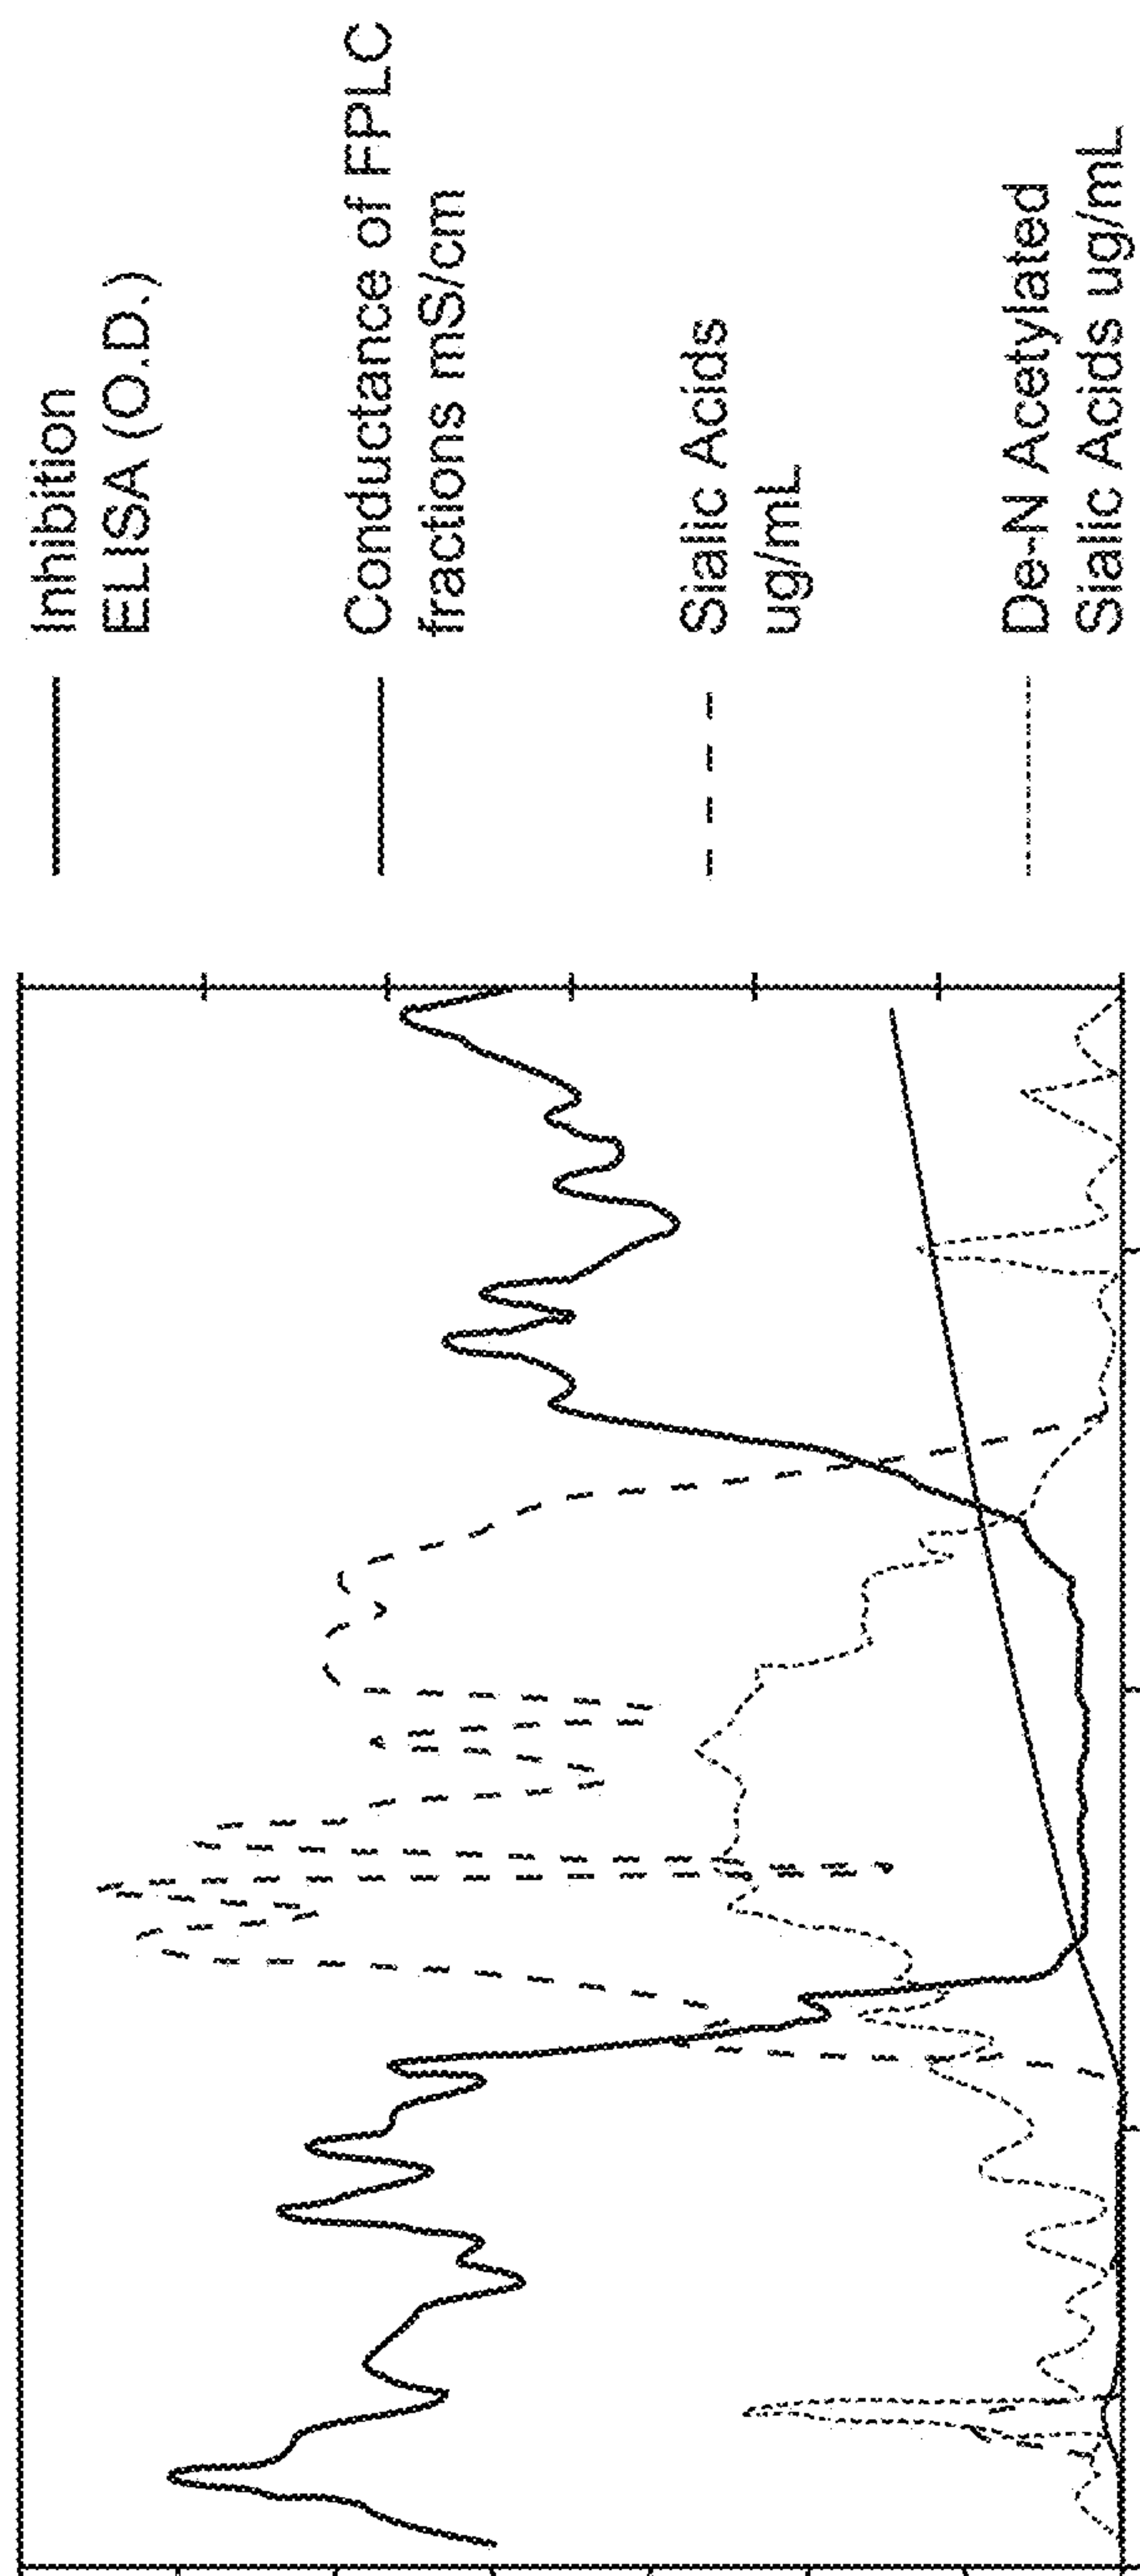 Inhibition
ELISA (O.D.)
Conductance of FPLC
fractions mS/cm
Sialic Acids
ug/mL
De-N Acetylated
Sialic Acids ug/mL